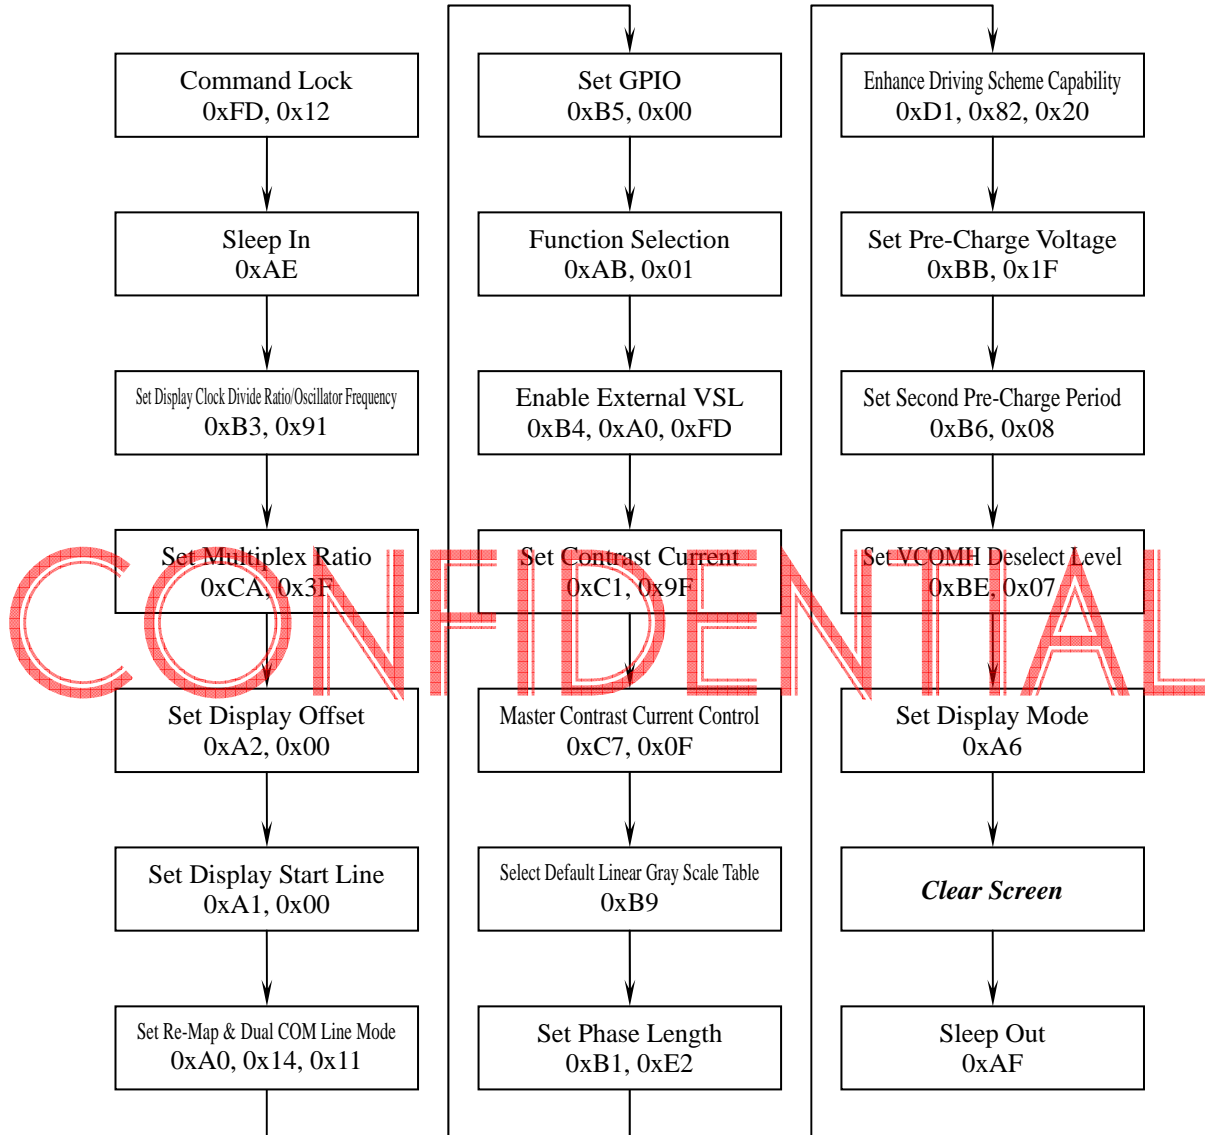 Command Lock
0xFD, 0x12
Sleep In
0xAE
Set Display Clock Divide Ratio/Oscillator Frequency
0xB3, 0x91
Set Multiplex Ratio
0xCA, 0x3F
Set Display Offset
0xA2, 0x00
Set Display Start Line
0xA1, 0x00
Set Re-Map & Dual COM Line Mode
0xA0, 0x14, 0x11
Set GPIO
0xB5, 0x00
Function Selection
0xAB, 0x01
Enable External VSL
0xB4, 0xA0, 0xFD
Set Contrast Current
0xC1, 0x9F
Master Contrast Current Control
0xC7, 0x0F
Select Default Linear Gray Scale Table
0xB9
Set Phase Length
0xB1, 0xE2
Enhance Driving Scheme Capability
0xD1, 0x82, 0x20
Set Pre-Charge Voltage
0xBB, 0x1F
Set Second Pre-Charge Period
0xB6, 0x08
Set VCOMH Deselect Level
0xBE, 0x07
Set Display Mode
0xA6
Clear Screen
Sleep Out
0xAF
CONFIDENTIAL